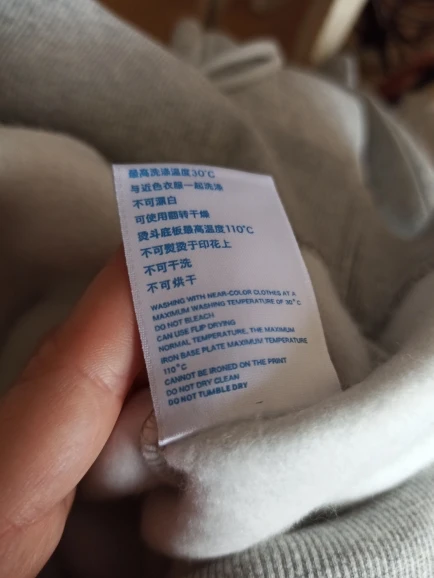 最高洗涤温度30℃
与近色衣服一起洗涤
不可漂白
可使用翻转干燥
熨斗底板最高温度110℃
不可熨烫于印花上
不可干洗
不可烘干
WASHING WITH NEAR-COLOR CLOTHES AT A
MAXIMUM WASHING TEMPERATURE OF 30℃
DO NOT BLEACH
CAN USE FLIP DRYING
NORMAL TEMPERATURE, THE MAXIMUM
IRON BASE PLATE MAXIMUM TEMPERATURE
110℃
CANNOT BE IRONED ON THE PRINT
DO NOT DRY CLEAN
DO NOT TUMBLE DRY